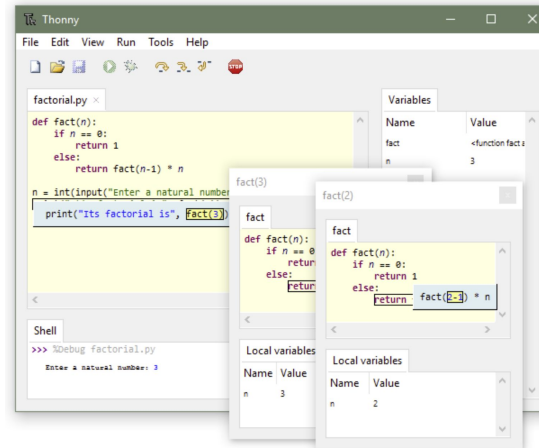 Thonny
File Edit View Run Tools Help
STOP
factorial.py ×
def fact(n):
    if n == 0:
        return 1
    else:
        return fact(n-1) * n
n = int(input("Enter a natural number
print("Its factorial is", fact(3))
Shell
>>> %Debug factorial.py
Enter a natural number: 3
Variables
Name Value
fact <function fact a
n 3
fact(3)
fact
def fact(n):
    if n == 0
        retur
    else:
        retur
Local variables
Name Value
n 3
fact(2)
fact
def fact(n):
    if n == 0:
        return 1
    else:
        return fact(2-1) * n
Local variables
Name Value
n 2